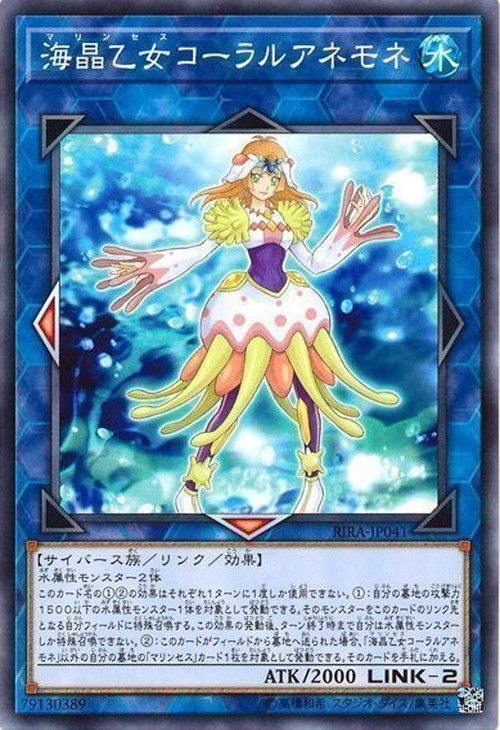 マリンセス
海晶乙女コーラルアネモネ 水
RIRA-JP041
【サイバース族／リンク／効果】
水属性モンスター２体
このカード名の①②の効果はそれぞれ１ターンに１度しか使用できない。①：自分の墓地の攻撃力
１５００以下の水属性モンスター１体を対象として発動できる。そのモンスターをこのカードのリンク先
となる自分フィールドに特殊召喚する。この効果の発動後、ターン終了時まで自分は水属性モンスター
しか特殊召喚できない。②：このカードがフィールドから墓地へ送られた場合、「海晶乙女コーラルアネ
モネ」以外の自分の墓地の「マリンセス」カード１枚を対象として発動できる。そのカードを手札に加える。
ATK/2000 LINK-2
79130389 ©高橋和希 スタジオ・ダイス/集英社